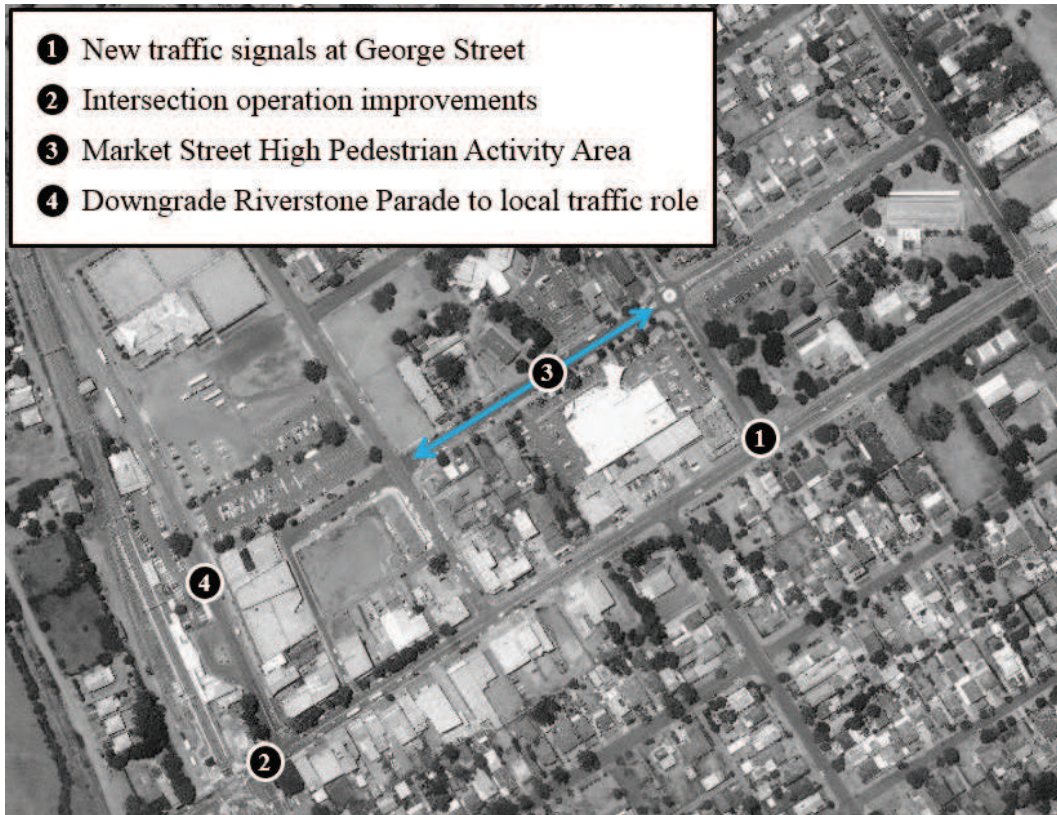 1 New traffic signals at George Street
2 Intersection operation improvements
3 Market Street High Pedestrian Activity Area
4 Downgrade Riverstone Parade to local traffic role
3
1
4
2